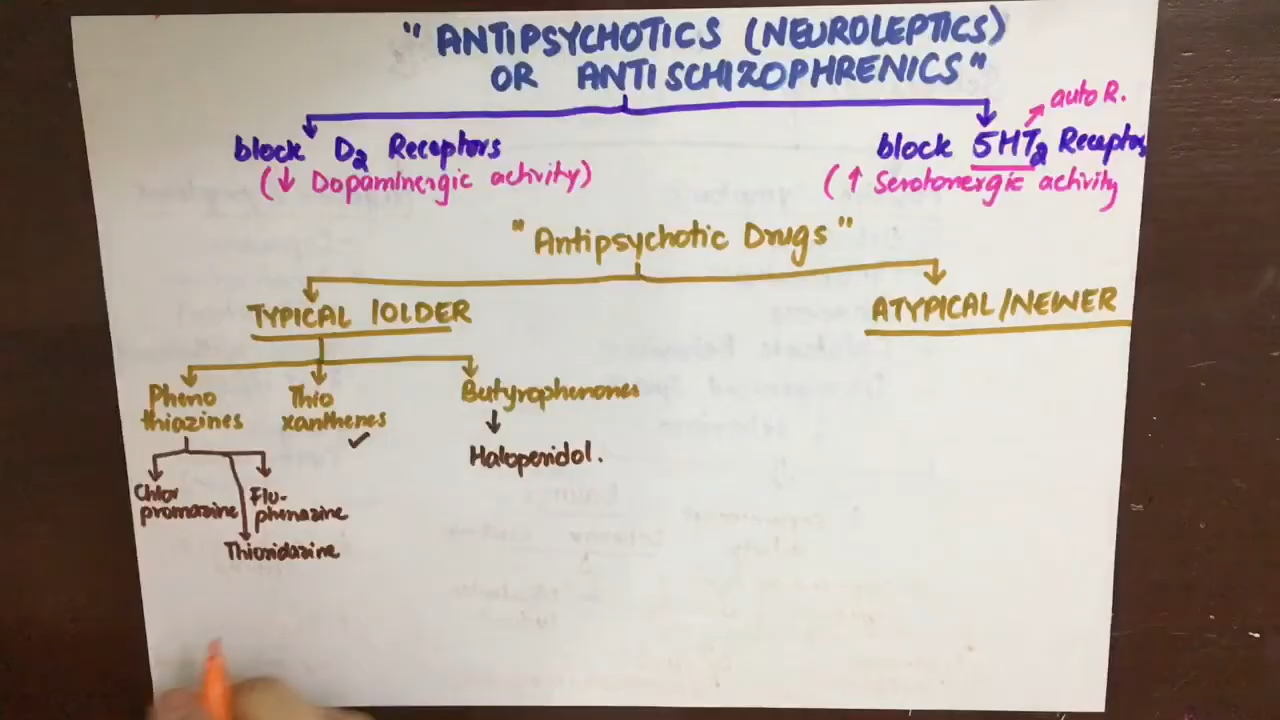 "ANTIPSYCHOTICS (NEUROLEPTICS)
OR ANTISCHIZOPHRENICS"
auto R.
block D2 Receptors
(↓ Dopaminergic activity)
block 5HT2 Receptors
(↑ Serotonergic activity
"Antipsychotic Drugs"
TYPICAL /OLDER
ATYPICAL/NEWER
Pheno
thiazines
Thio
xanthenes ✓
Butyrophenones
↓
Haloperidol.
Chlor
promazine
Flu-
phenazine
Thioridazine